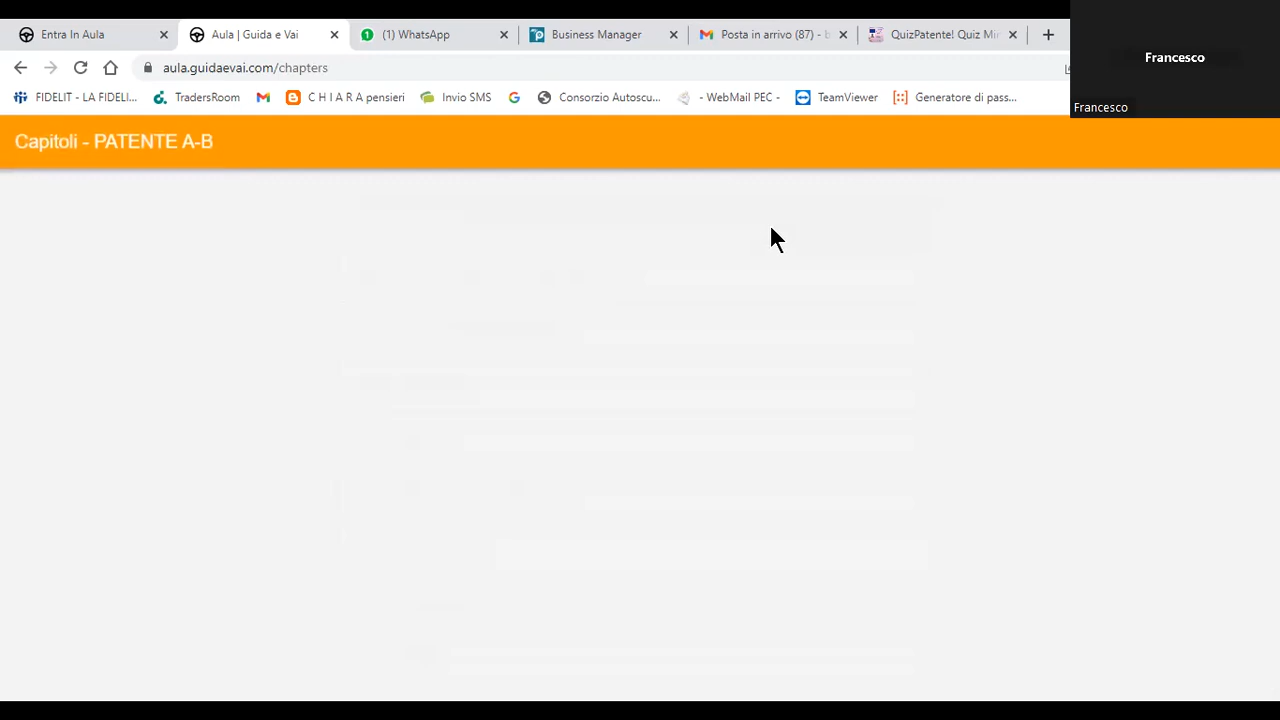 Entra In Aula
Aula | Guida e Vai
(1) WhatsApp
Business Manager
Posta in arrivo (87) - b
QuizPatente! Quiz Min
Francesco
aula.guidaevai.com/chapters
FIDELIT - LA FIDELI...
TradersRoom
C H I A R A pensieri
Invio SMS
Consorzio Autoscu...
- WebMail PEC -
TeamViewer
Generatore di pass...
Francesco
Capitoli - PATENTE A-B